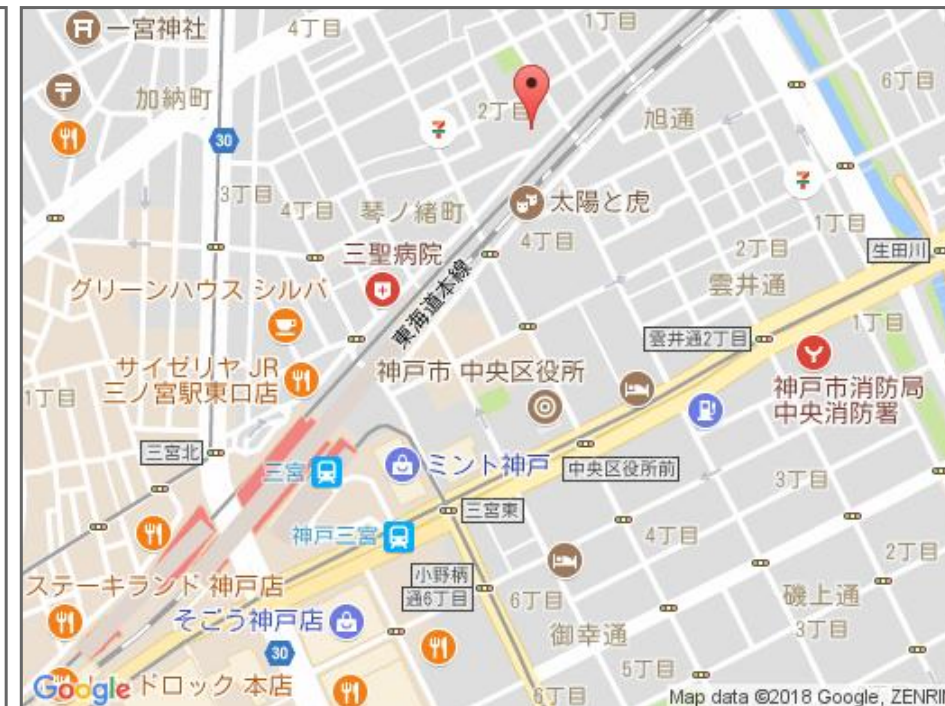 一宮神社
4丁目
1丁目
6丁目
加納町
2丁目
旭通
30
3丁目
4丁目
琴ノ緒町
太陽と虎
1丁目
4丁目
2丁目
生田川
三聖病院
雲井通
グリーンハウス シルバ
東海道本線
1丁目
雲井通2丁目
サイゼリヤ JR
三ノ宮駅東口店
神戸市 中央区役所
神戸市消防局
中央消防署
1丁目
三宮北
三宮
ミント神戸
中央区役所前
3丁目
三宮東
神戸三宮
4丁目
2丁目
小野柄
通6丁目
ステーキランド 神戸店
6丁目
磯上通
そごう神戸店
御幸通
3丁目
30
5丁目
Google
ドロック 本店
6丁目
Map data ©2018 Google, ZENRI